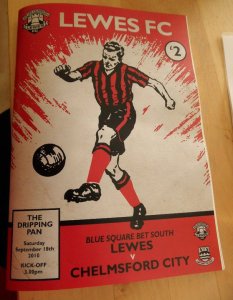 LEWES FC
£2
THE
DRIPPING
PAN
Saturday
September 18th
2010
KICK-OFF
3.00pm
BLUE SQUARE BET SOUTH
LEWES
V
CHELMSFORD CITY